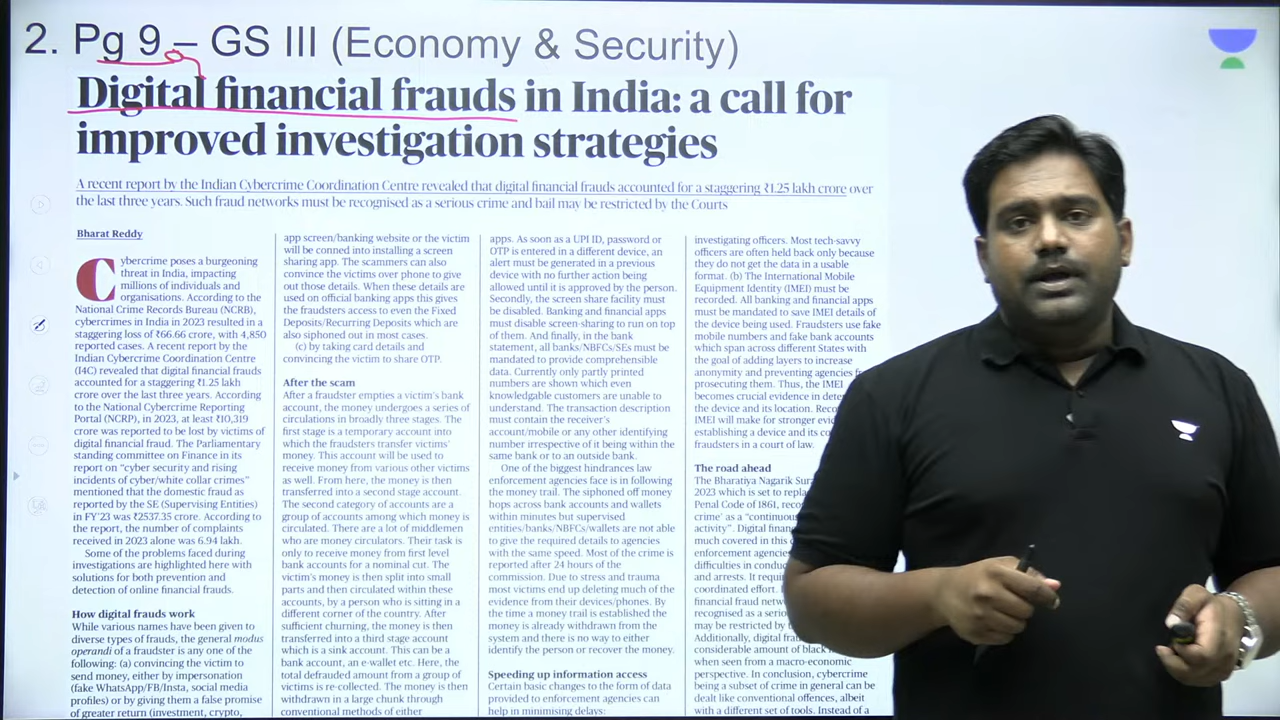 2. Pg 9 – GS III (Economy & Security)
Digital financial frauds in India: a call for
improved investigation strategies
A recent report by the Indian Cybercrime Coordination Centre revealed that digital financial frauds accounted for a staggering ₹1.25 lakh crore over
the last three years. Such fraud networks must be recognised as a serious crime and bail may be restricted by the Courts
Bharat Reddy
Cybercrime poses a burgeoning
threat in India, impacting
millions of individuals and
organisations. According to the
National Crime Records Bureau (NCRB),
cybercrimes in India in 2023 resulted in a
staggering loss of ₹66.66 crore, with 4,850
reported cases. A recent report by the
Indian Cybercrime Coordination Centre
(I4C) revealed that digital financial frauds
accounted for a staggering ₹1.25 lakh
crore over the last three years. According
to the National Cybercrime Reporting
Portal (NCRP), in 2023, at least ₹10,319
crore was reported to be lost by victims of
digital financial fraud. The Parliamentary
standing committee on Finance in its
report on "cyber security and rising
incidents of cyber/white collar crimes"
mentioned that the domestic fraud as
reported by the SE (Supervising Entities)
in FY'23 was ₹2537.35 crore. According to
the report, the number of complaints
received in 2023 alone was 6.94 lakh.
Some of the problems faced during
investigations are highlighted here with
solutions for both prevention and
detection of online financial frauds.
How digital frauds work
While various names have been given to
diverse types of frauds, the general modus
operandi of a fraudster is any one of the
following: (a) convincing the victim to
send money, either by impersonation
(fake WhatsApp/FB/Insta, social media
profiles) or by giving them a false promise
of greater return (investment, crypto,
app screen/banking website or the victim
will be conned into installing a screen
sharing app. The scammers can also
convince the victims over phone to give
out those details. When these details are
used on official banking apps this gives
the fraudsters access to even the Fixed
Deposits/Recurring Deposits which are
also siphoned out in most cases.
(c) by taking card details and
convincing the victim to share OTP.
After the scam
After a fraudster empties a victim's bank
account, the money undergoes a series of
circulations in broadly three stages. The
first stage is a temporary account into
which the fraudsters transfer victims'
money. This account will be used to
receive money from various other victims
as well. From here, the money is then
transferred into a second stage account.
The second category of accounts are a
group of accounts among which money is
circulated. There are a lot of middlemen
who are money circulators. Their task is
only to receive money from first level
bank accounts for a nominal cut. The
victim's money is then split into small
parts and then circulated within these
accounts, by a person who is sitting in a
different corner of the country. After
sufficient churning, the money is then
transferred into a third stage account
which is a sink account. This can be a
bank account, an e-wallet etc. Here, the
total defrauded amount from a group of
victims is re-collected. The money is then
withdrawn in a large chunk through
conventional methods of either
apps. As soon as a UPI ID, password or
OTP is entered in a different device, an
alert must be generated in a previous
device with no further action being
allowed until it is approved by the person.
Secondly, the screen share facility must
be disabled. Banking and financial apps
must disable screen-sharing to run on top
of them. And finally, in the bank
statement, all banks/NBFCs/SEs must be
mandated to provide comprehensible
data. Currently only partly printed
numbers are shown which even
knowledgable customers are unable to
understand. The transaction description
must contain the receiver's
account/mobile or any other identifying
number irrespective of it being within the
same bank or to an outside bank.
One of the biggest hindrances law
enforcement agencies face is in following
the money trail. The siphoned off money
hops across bank accounts and wallets
within minutes but supervised
entities/banks/NBFCs/wallets are not able
to give the required details to agencies
with the same speed. Most of the crime is
reported after 24 hours of the
commission. Due to stress and trauma
most victims end up deleting much of the
evidence from their devices/phones. By
the time a money trail is established the
money is already withdrawn from the
system and there is no way to either
identify the person or recover the money.
Speeding up information access
Certain basic changes to the form of data
provided to enforcement agencies can
help in minimising delays:
investigating officers. Most tech-savvy
officers are often held back only because
they do not get the data in a usable
format. (b) The International Mobile
Equipment Identity (IMEI) must be
recorded. All banking and financial apps
must be mandated to save IMEI details of
the device being used. Fraudsters use fake
mobile numbers and fake bank accounts
which span across different States with
the goal of adding layers to increase
anonymity and preventing agencies
prosecuting them. Thus, the IMEI
becomes crucial evidence in
the device and its location.
IMEI will make for stronger
establishing a device and its
fraudsters in a court of law.
The road ahead
The Bharatiya Nagarik
2023 which is set to
Penal Code of 1861,
crime' as a "continuous
activity". Digital
much covered in this
enforcement
difficulties in
and arrests. It
coordinated effort.
financial fraud
recognised as a
may be restricted by
Additionally, digital
considerable amount of
when seen from a macro-economic
perspective. In conclusion, cybercrime
being a subset of crime in general can be
dealt like conventional offences, albeit
with a different set of tools. Instead of a